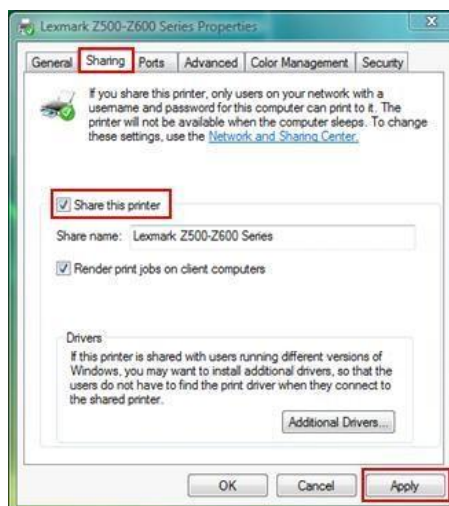 Lexmark Z500-Z600 Series Properties
General Sharing Ports Advanced Color Management Security
If you share this printer, only users on your network with a
username and password for this computer can print to it. The
printer will not be available when the computer sleeps. To change
these settings, use the Network and Sharing Center.
Share this printer
Share name: Lexmark Z500-Z600 Series
Render print jobs on client computers
Drivers
If this printer is shared with users running different versions of
Windows, you may want to install additional drivers, so that the
users do not have to find the print driver when they connect to
the shared printer.
Additional Drivers...
OK Cancel Apply